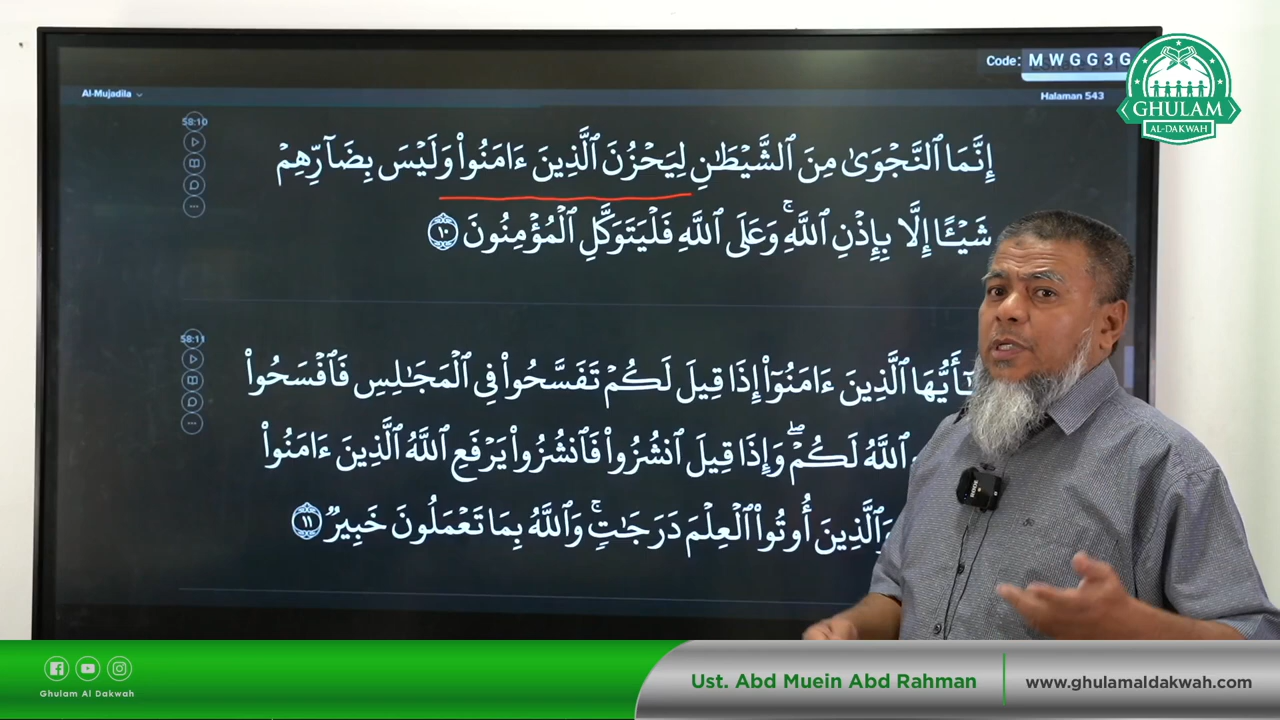 Code: M W G G 3 G
Al-Mujadila
Halaman 543
GHULAM
AL-DAKWAH
58:10
إِنَّمَا ٱلنَّجْوَىٰ مِنَ ٱلشَّيْطَٰنِ لِيَحْزُنَ ٱلَّذِينَ ءَامَنُوا۟ وَلَيْسَ بِضَآرِّهِمْ
شَيْـًٔا إِلَّا بِإِذْنِ ٱللَّهِ ۚ وَعَلَى ٱللَّهِ فَلْيَتَوَكَّلِ ٱلْمُؤْمِنُونَ ١٠
58:11
يَٰٓأَيُّهَا ٱلَّذِينَ ءَامَنُوٓا۟ إِذَا قِيلَ لَكُمْ تَفَسَّحُوا۟ فِى ٱلْمَجَٰلِسِ فَٱفْسَحُوا۟
ٱللَّهُ لَكُمْ ۖ وَإِذَا قِيلَ ٱنشُزُوا۟ فَٱنشُزُوا۟ يَرْفَعِ ٱللَّهُ ٱلَّذِينَ ءَامَنُوا۟
وَٱلَّذِينَ أُوتُوا۟ ٱلْعِلْمَ دَرَجَٰتٍ ۚ وَٱللَّهُ بِمَا تَعْمَلُونَ خَبِيرٌ ١١
Ghulam Al Dakwah
Ust. Abd Muein Abd Rahman
www.ghulamaldakwah.com